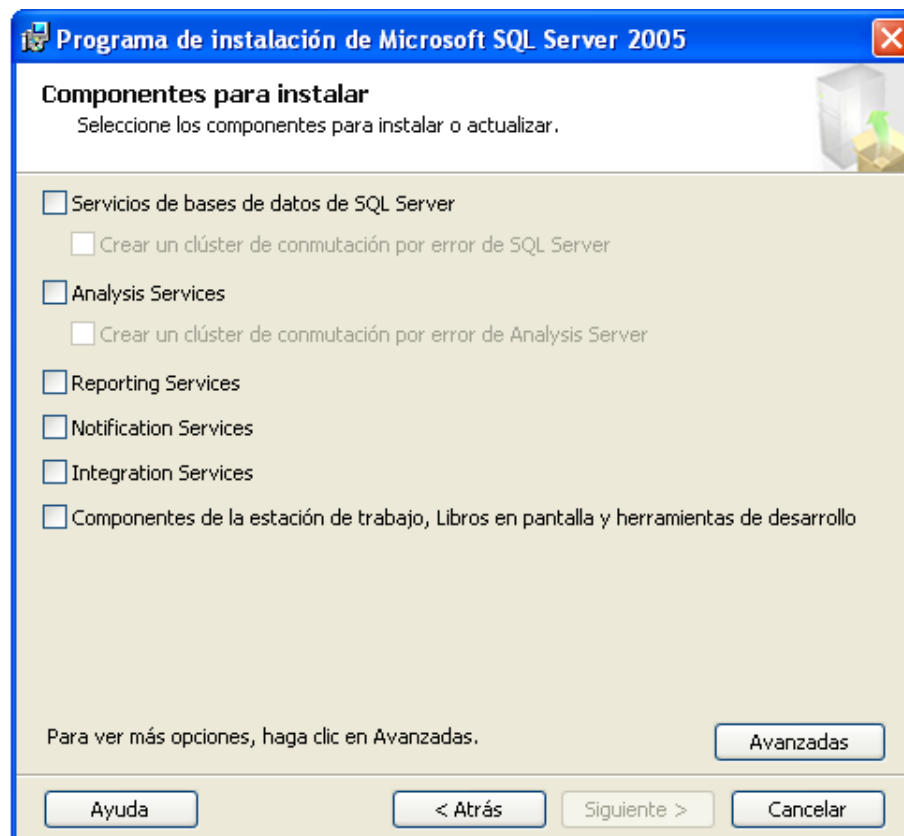 Programa de instalación de Microsoft SQL Server 2005
Componentes para instalar
Seleccione los componentes para instalar o actualizar.
Servicios de bases de datos de SQL Server
Crear un clúster de conmutación por error de SQL Server
Analysis Services
Crear un clúster de conmutación por error de Analysis Server
Reporting Services
Notification Services
Integration Services
Componentes de la estación de trabajo, Libros en pantalla y herramientas de desarrollo
Para ver más opciones, haga clic en Avanzadas.
Avanzadas
Ayuda
< Atrás
Siguiente >
Cancelar